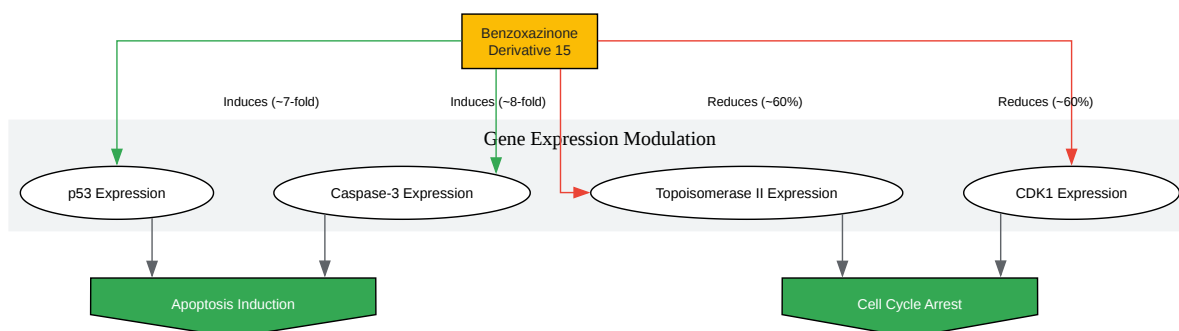 Benzoxazinone
Derivative 15
Induces (~7-fold)
Induces (~8-fold)
Reduces (~60%)
Reduces (~60%)
Gene Expression Modulation
p53 Expression
Caspase-3 Expression
Topoisomerase II Expression
CDK1 Expression
Apoptosis Induction
Cell Cycle Arrest